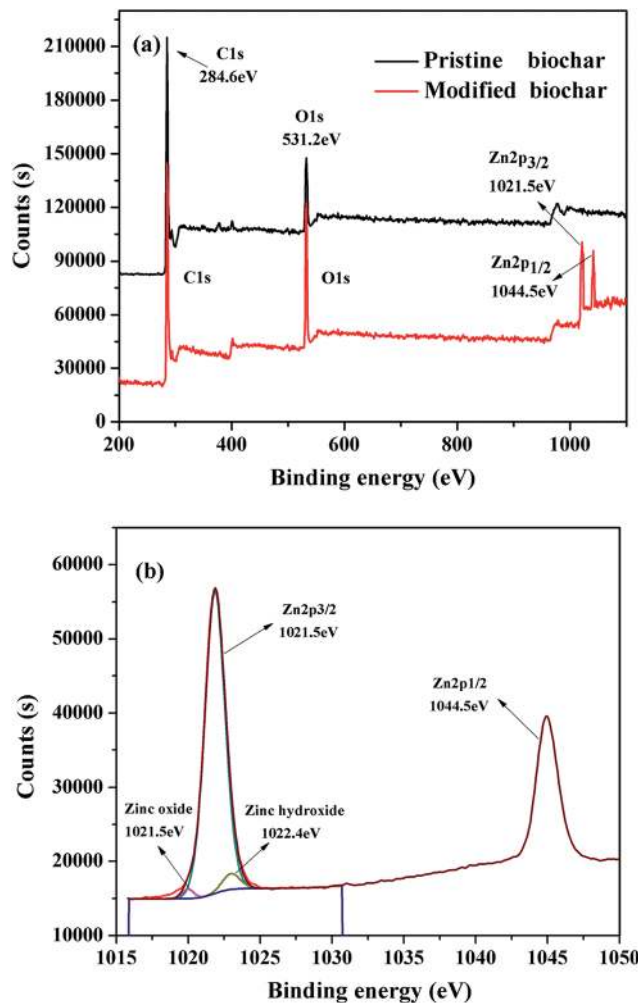 (a)
C1s
284.6eV
Pristine biochar
Modified biochar
O1s
531.2eV
Zn2p3/2
1021.5eV
Zn2p1/2
1044.5eV
C1s
O1s
210000
180000
150000
120000
90000
60000
30000
0
Counts (s)
200
400
600
800
1000
Binding energy (eV)
(b)
Zn2p3/2
1021.5eV
Zn2p1/2
1044.5eV
Zinc oxide
1021.5eV
Zinc hydroxide
1022.4eV
60000
50000
40000
30000
20000
10000
Counts (s)
1015
1020
1025
1030
1035
1040
1045
1050
Binding energy (eV)